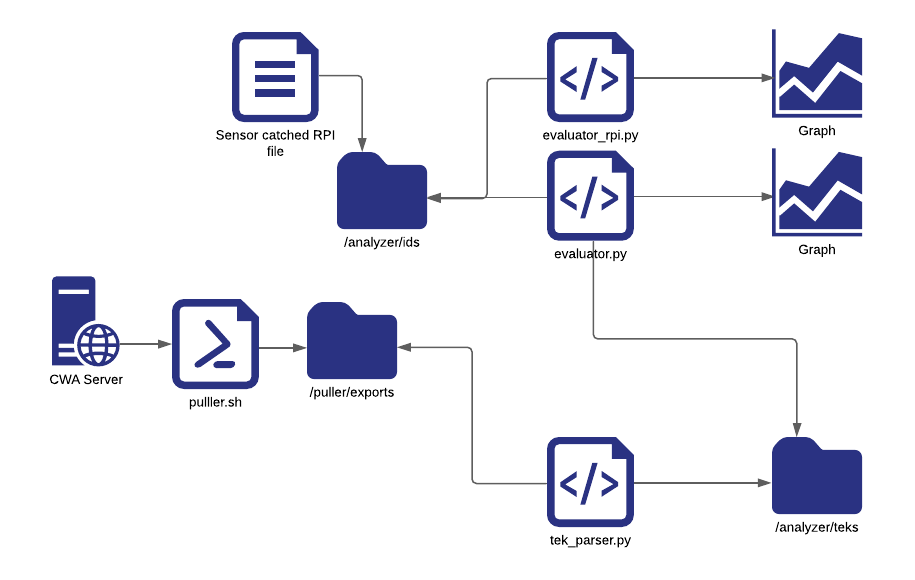 Sensor catched RPI
file
evaluator_rpi.py
Graph
/analyzer/ids
evaluator.py
Graph
CWA Server
pulller.sh
/puller/exports
tek_parser.py
/analyzer/teks